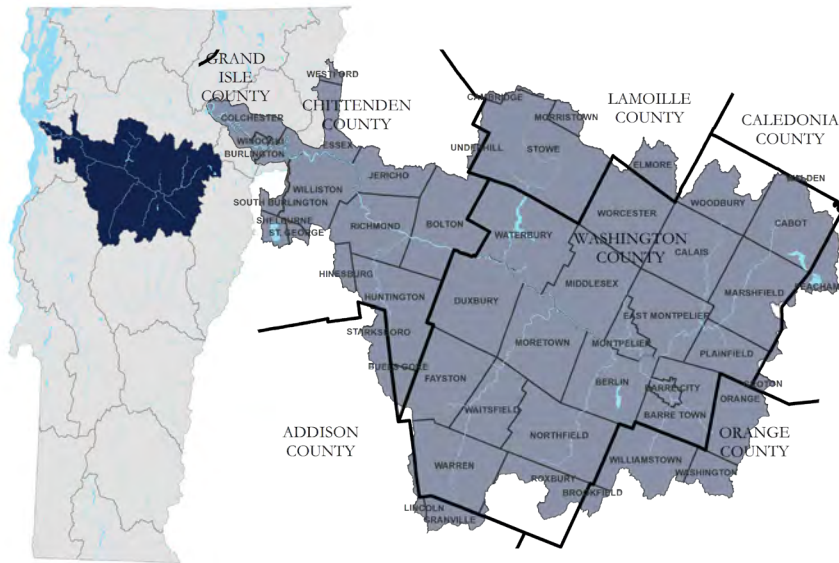 GRAND
ISLE
COUNTY
WESTFORD
CHITTENDEN
COUNTY
COLCHESTER
WINOOSKI
BURLINGTON
ESSEX
CAMBRIDGE
MORRISTOWN
LAMOILLE
COUNTY
CALEDONIA
COUNTY
UNDERHILL
STOWE
ELMORE
WALDEN
JERICHO
WILLISTON
SOUTH BURLINGTON
SHELBURNE
ST. GEORGE
RICHMOND
BOLTON
WATERBURY
WORCESTER
WOODBURY
CABOT
WASHINGTON
COUNTY
CALAIS
HINESBURG
HUNTINGTON
DUXBURY
MIDDLESEX
MARSHFIELD
PEACHAM
EAST MONTPELIER
STARKSBORO
MORETOWN
MONTPELIER
PLAINFIELD
BUELS GORE
FAYSTON
BERLIN
BARRE CITY
GROTON
ORANGE
WAITSFIELD
BARRE TOWN
ADDISON
COUNTY
NORTHFIELD
ORANGE
COUNTY
WARREN
WILLIAMSTOWN
WASHINGTON
ROXBURY
BROOKFIELD
LINCOLN
GRANVILLE